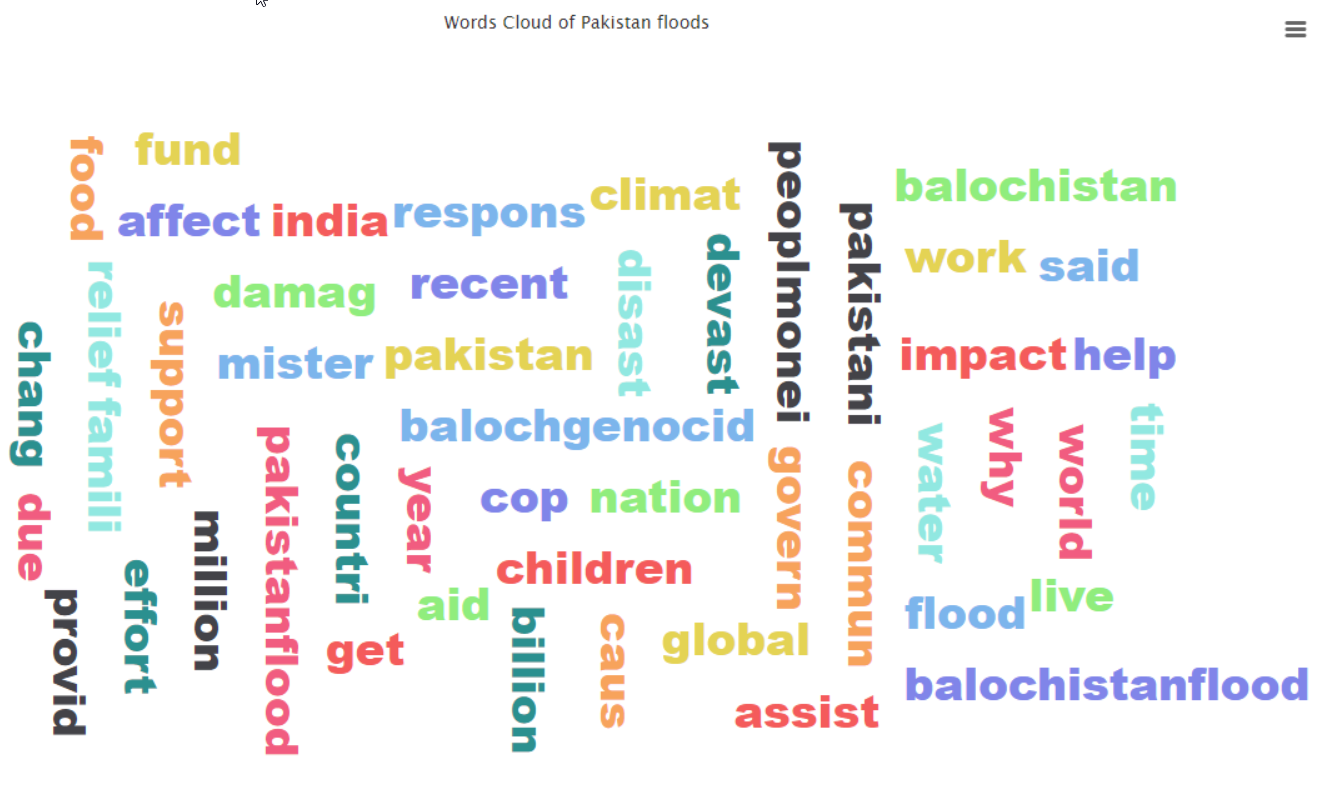 Words Cloud of Pakistan floods
fund
food
affect
india
respons
climat
peopl
monei
pakistani
balochistan
work
said
relief
famili
damag
recent
disast
devast
support
chang
mister
pakistan
impact
help
balochgenocid
pakistanflood
countri
year
cop
nation
govern
commun
water
why
world
time
due
million
children
provid
effort
get
aid
billion
caus
global
flood
live
assist
balochistanflood